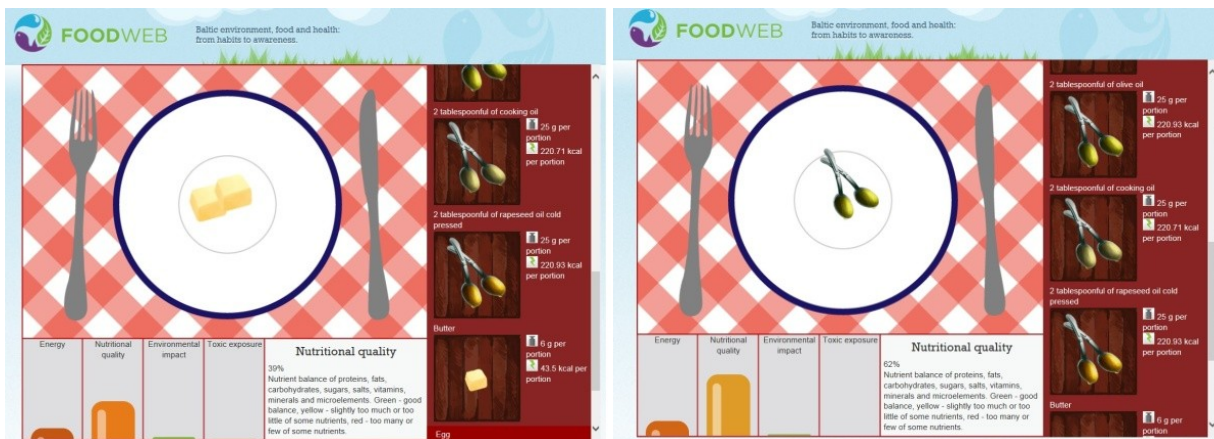 FOODWEB
Baltic environment, food and health:
from habits to awareness.
2 tablespoonful of cooking oil
25 g per
portion
220.71 kcal
per portion
2 tablespoonful of rapeseed oil cold
pressed
25 g per
portion
220.93 kcal
per portion
Butter
6 g per
portion
43.5 kcal per
portion
Egg
Energy
Nutritional
quality
Environmental
impact
Toxic exposure
Nutritional quality
39%
Nutrient balance of proteins, fats,
carbohydrates, sugars, salts, vitamins,
minerals and microelements. Green - good
balance, yellow - slightly too much or too
little of some nutrients, red - too many or
few of some nutrients.
FOODWEB
Baltic environment, food and health:
from habits to awareness.
2 tablespoonful of olive oil
25 g per
portion
220.93 kcal
per portion
2 tablespoonful of cooking oil
25 g per
portion
220.71 kcal
per portion
2 tablespoonful of rapeseed oil cold
pressed
25 g per
portion
220.93 kcal
per portion
Butter
6 g per
portion
Energy
Nutritional
quality
Environmental
impact
Toxic exposure
Nutritional quality
62%
Nutrient balance of proteins, fats,
carbohydrates, sugars, salts, vitamins,
minerals and microelements. Green - good
balance, yellow - slightly too much or too
little of some nutrients, red - too many or
few of some nutrients.